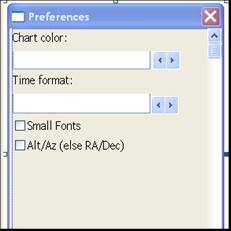 Preferences
Chart color:
Time format:
Small Fonts
Alt/Az (else RA/Dec)